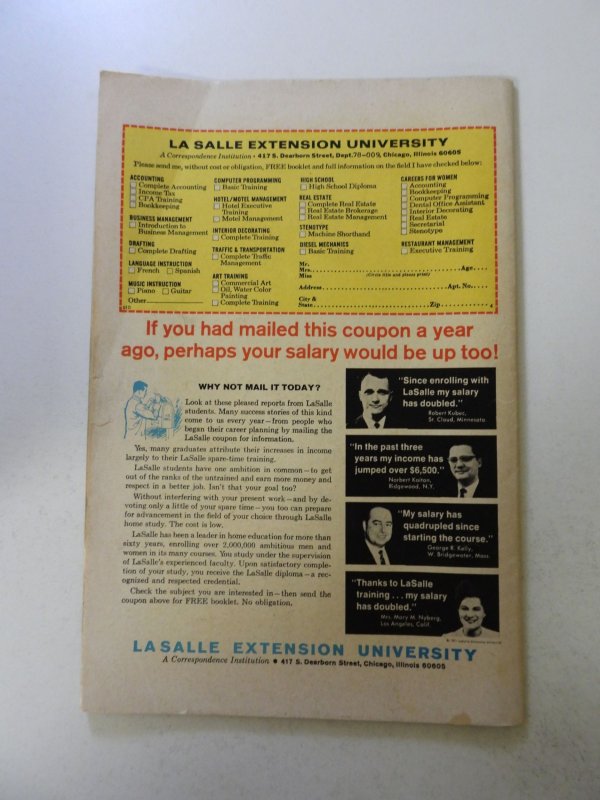 LA SALLE EXTENSION UNIVERSITY
A Correspondence Institution • 417 S. Dearborn Street, Dept. 78-009, Chicago, Illinois 60605
Please send me, without cost or obligation, FREE booklet and full information on the field I have checked below:
ACCOUNTING
Complete Accounting
Income Tax
CPA Training
Bookkeeping
BUSINESS MANAGEMENT
Introduction to
Business Management
DRAFTING
Complete Drafting
LANGUAGE INSTRUCTION
French Spanish
MUSIC INSTRUCTION
Piano Guitar
Other
COMPUTER PROGRAMMING
Basic Training
HOTEL/MOTEL MANAGEMENT
Hotel Executive
Training
Motel Management
INTERIOR DECORATING
Complete Training
TRAFFIC & TRANSPORTATION
Complete Traffic
Management
ART TRAINING
Commercial Art
Oil, Water Color
Painting
Complete Training
HIGH SCHOOL
High School Diploma
REAL ESTATE
Complete Real Estate
Real Estate Brokerage
Real Estate Management
STENOTYPE
Machine Shorthand
DIESEL MECHANICS
Basic Training
CAREERS FOR WOMEN
Accounting
Bookkeeping
Computer Programming
Dental Office Assistant
Interior Decorating
Real Estate
Secretarial
Stenotype
RESTAURANT MANAGEMENT
Executive Training
Mr.
Mrs. Age
Miss (Circle title and please print)
Address Apt. No.
City &
State Zip
If you had mailed this coupon a year
ago, perhaps your salary would be up too!
WHY NOT MAIL IT TODAY?
Look at these pleased reports from LaSalle
students. Many success stories of this kind
come to us every year—from people who
began their career planning by mailing the
LaSalle coupon for information.
Yes, many graduates attribute their increases in income
largely to their LaSalle spare-time training.
LaSalle students have one ambition in common—to get
out of the ranks of the untrained and earn more money and
respect in a better job. Isn't that your goal too?
Without interfering with your present work—and by de-
voting only a little of your spare time—you too can prepare
for advancement in the field of your choice through LaSalle
home study. The cost is low.
LaSalle has been a leader in home education for more than
sixty years, enrolling over 2,000,000 ambitious men and
women in its many courses. You study under the supervision
of LaSalle's experienced faculty. Upon satisfactory comple-
tion of your study, you receive the LaSalle diploma—a rec-
ognized and respected credential.
Check the subject you are interested in—then send the
coupon above for FREE booklet. No obligation.
"Since enrolling with
LaSalle my salary
has doubled."
Robert Kubec,
St. Cloud, Minnesota
"In the past three
years my income has
jumped over $6,500."
Norbert Kaiton,
Ridgewood, N.Y.
"My salary has
quadrupled since
starting the course."
George R. Kelly,
W. Bridgewater, Mass.
"Thanks to LaSalle
training . . . my salary
has doubled."
Mrs. Mary M. Nyberg,
Los Angeles, Calif.
LA SALLE EXTENSION UNIVERSITY
A Correspondence Institution • 417 S. Dearborn Street, Chicago, Illinois 60605